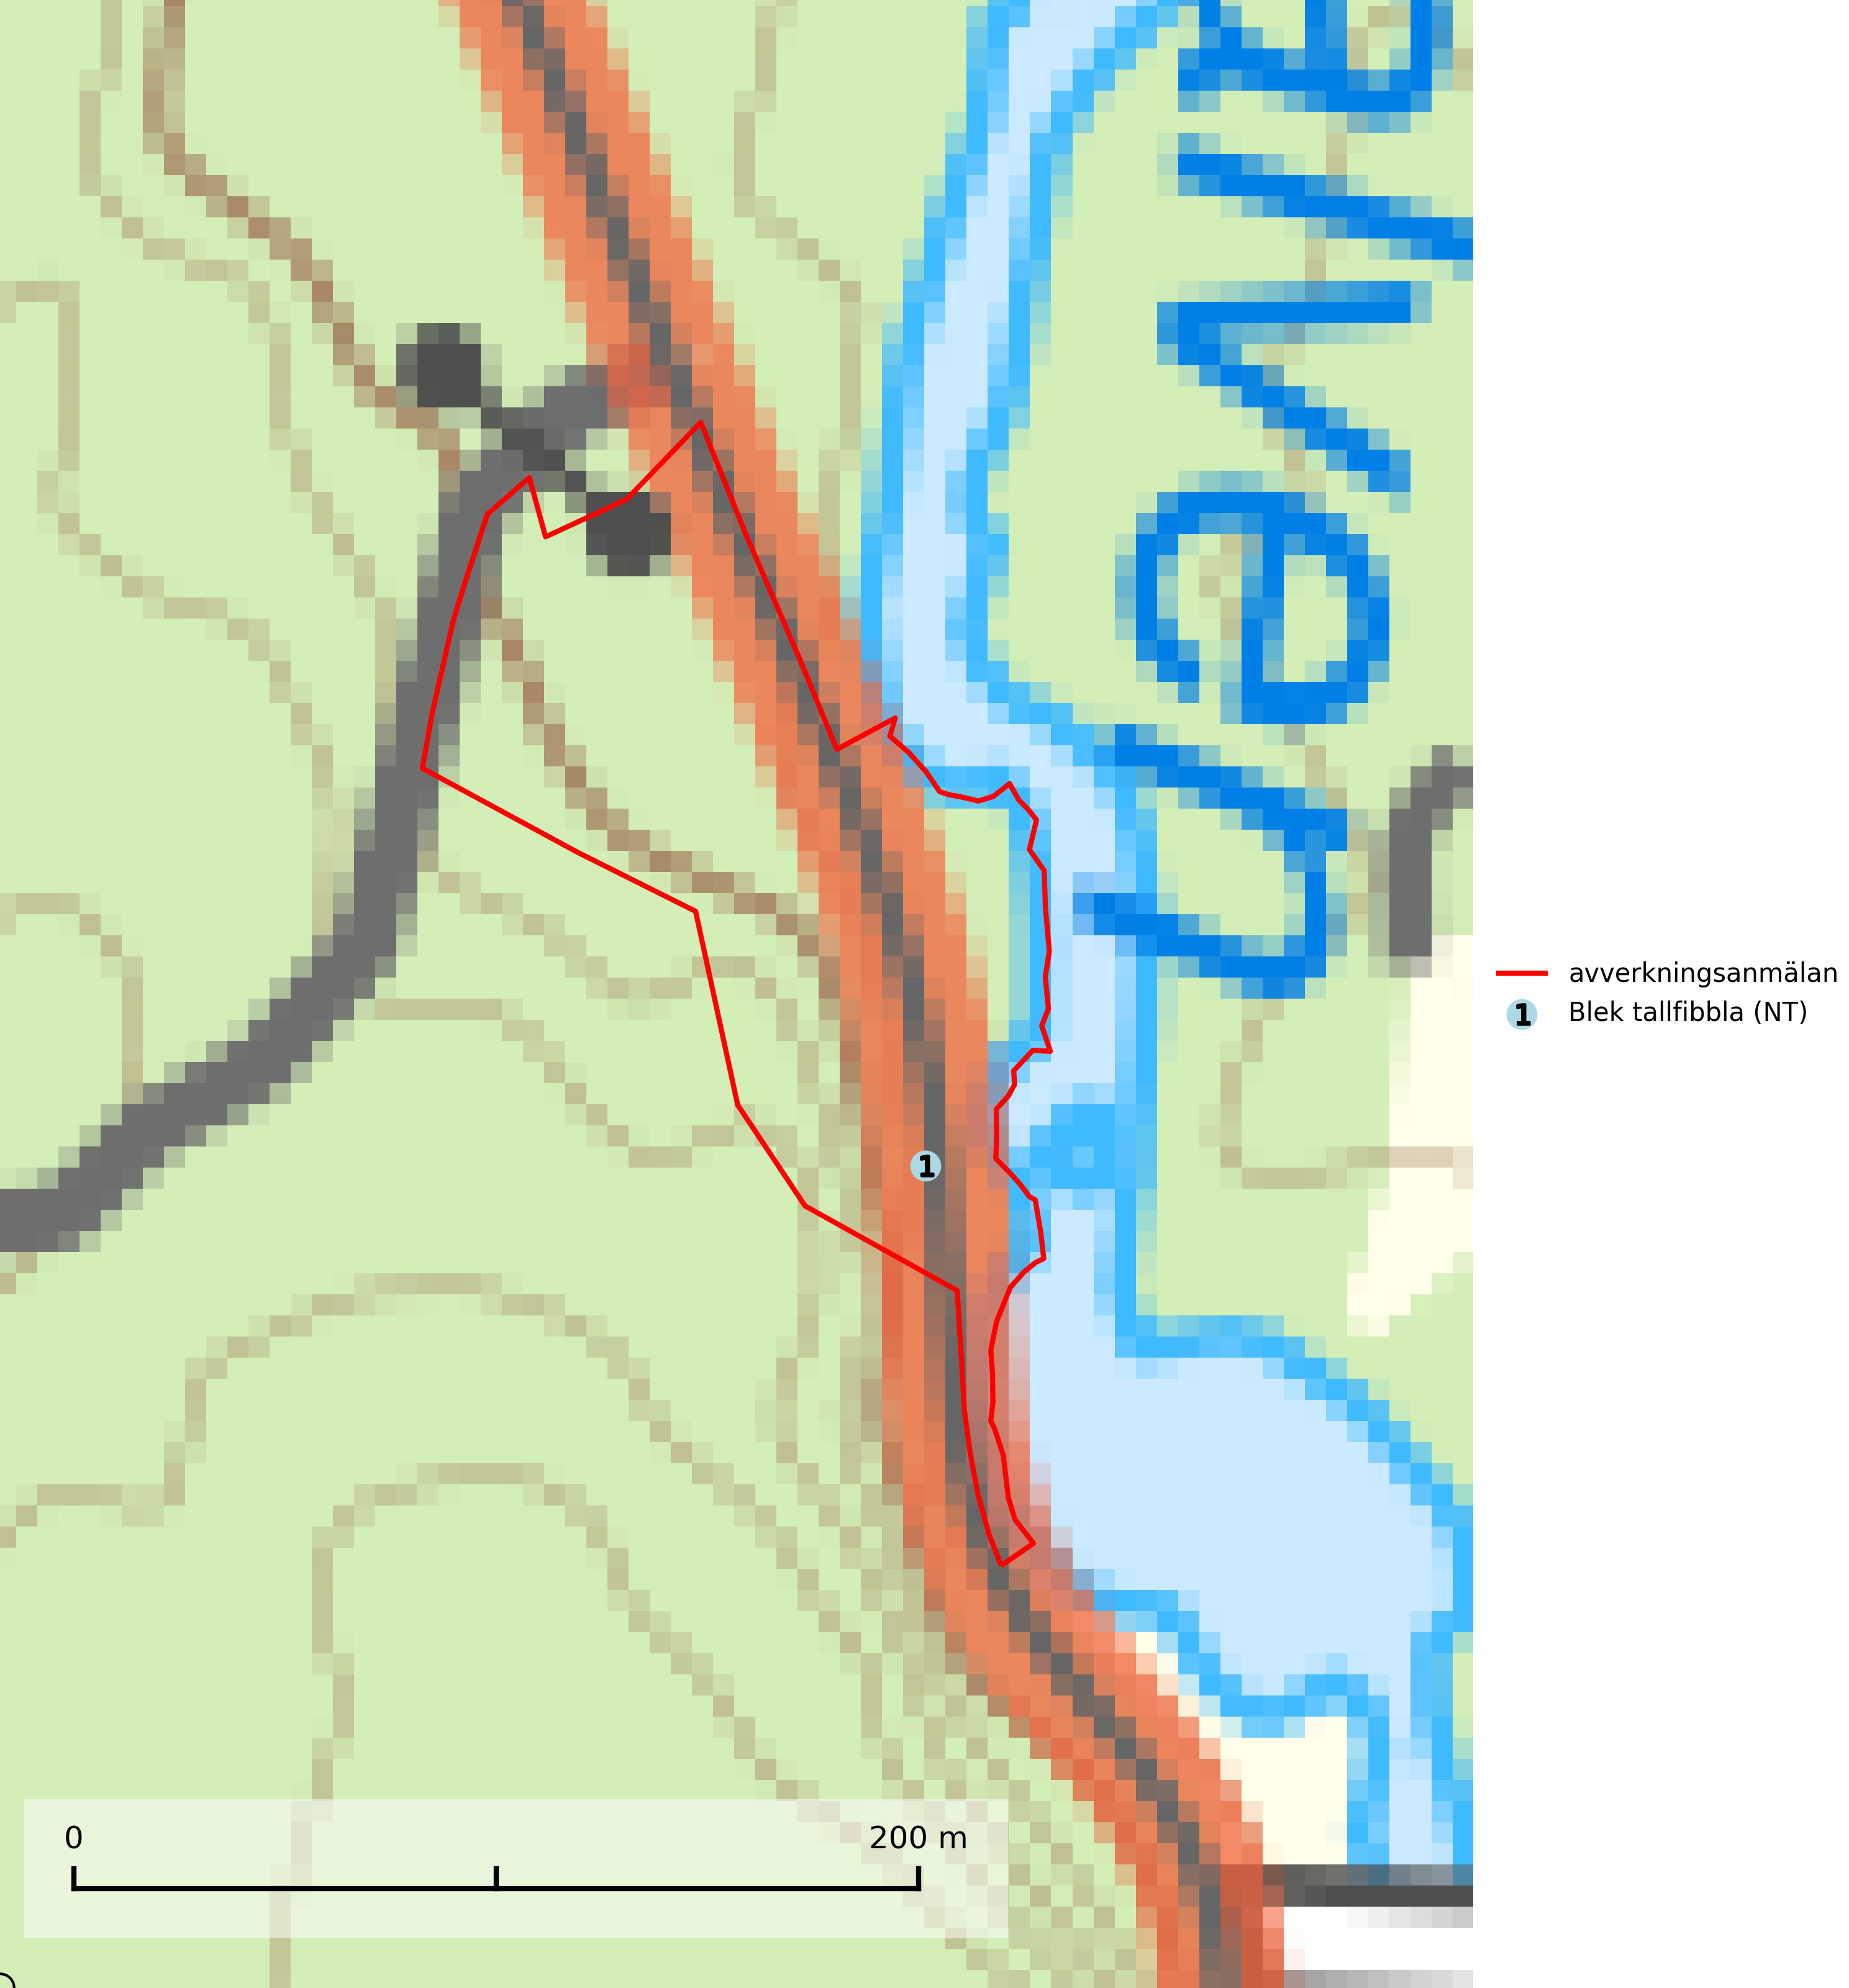 avverkningsanmälan
1 Blek tallfibbla (NT)
1
0 200 m